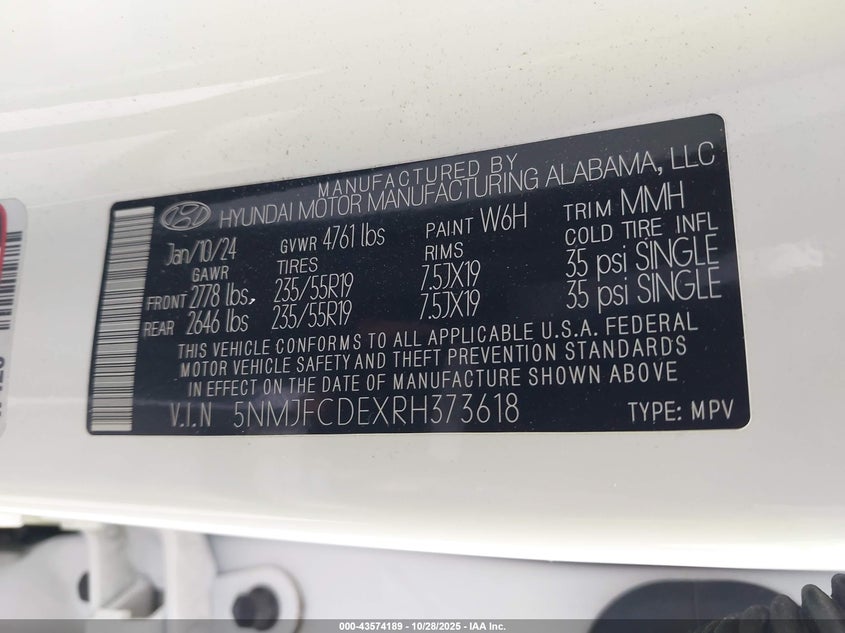 MANUFACTURED BY
HYUNDAI MOTOR MANUFACTURING ALABAMA, LLC
Jan/10/24 GVWR 4761 lbs PAINT W6H TRIM MMH
GAWR TIRES RIMS COLD TIRE INFL
FRONT 2778 lbs 235/55R19 7.5JX19 35 psi SINGLE
REAR 2646 lbs 235/55R19 7.5JX19 35 psi SINGLE
THIS VEHICLE CONFORMS TO ALL APPLICABLE U.S.A. FEDERAL
MOTOR VEHICLE SAFETY AND THEFT PREVENTION STANDARDS
IN EFFECT ON THE DATE OF MANUFACTURE SHOWN ABOVE
V.I.N 5NMJFCDEXRH373618 TYPE: MPV
000-43574189 - 10/28/2025 - IAA Inc.